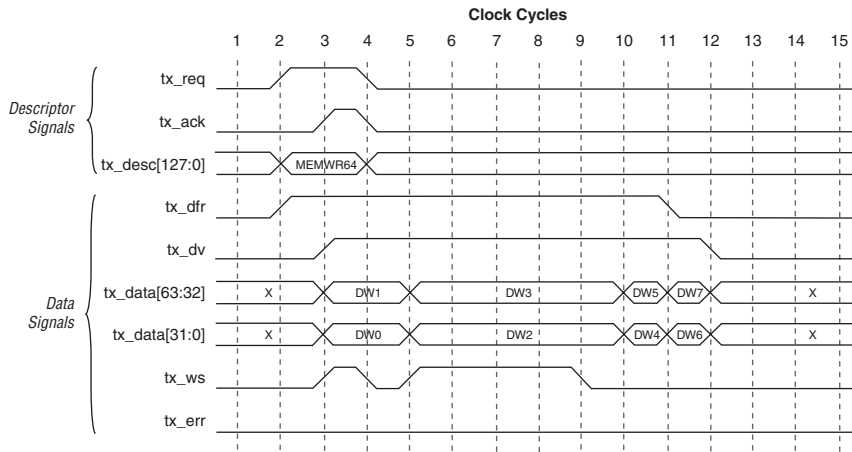 Clock Cycles
1 2 3 4 5 6 7 8 9 10 11 12 13 14 15
tx_req
Descriptor
Signals
tx_ack
tx_desc[127:0] MEMWR64
tx_dfr
tx_dv
Data
Signals
tx_data[63:32] X DW1 DW3 DW5 DW7 X
tx_data[31:0] X DW0 DW2 DW4 DW6 X
tx_ws
tx_err